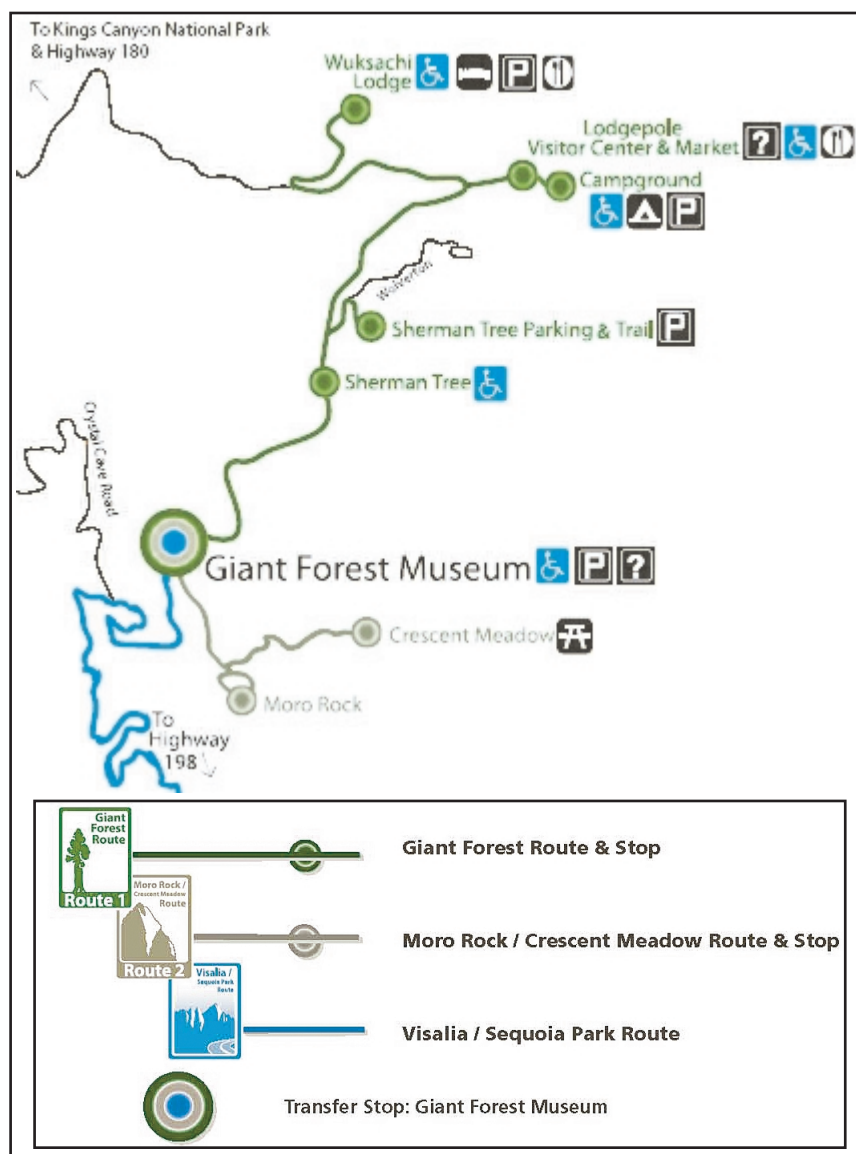 To Kings Canyon National Park
& Highway 180
Wuksachi
Lodge
P
Lodgepole
Visitor Center & Market
?
Campground
P
Wolverton
Sherman Tree Parking & Trail
P
Sherman Tree
Crystal Cave Road
Giant Forest Museum
P
?
Crescent Meadow
Moro Rock
To
Highway
198
Giant
Forest
Route
Route 1
Giant Forest Route & Stop
Moro Rock /
Crescent Meadow
Route
Route 2
Moro Rock / Crescent Meadow Route & Stop
Visalia /
Sequoia Park
Route
Visalia / Sequoia Park Route
Transfer Stop: Giant Forest Museum